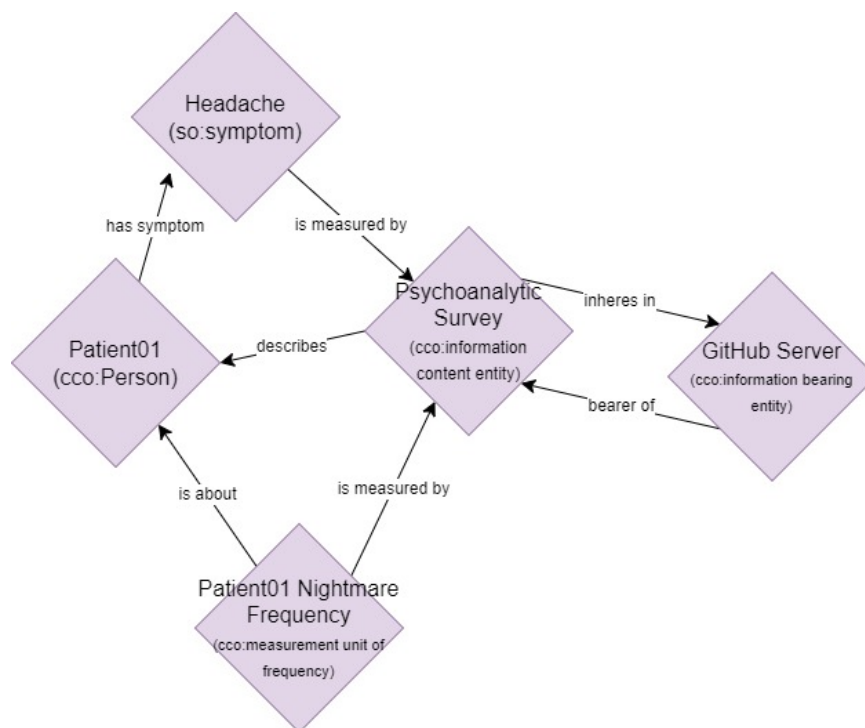 Headache
(so:symptom)
has symptom
is measured by
Psychoanalytic
Survey
(cco:information
content entity)
inheres in
GitHub Server
(cco:information bearing
entity)
bearer of
describes
Patient01
(cco:Person)
is about
is measured by
Patient01 Nightmare
Frequency
(cco:measurement unit of
frequency)